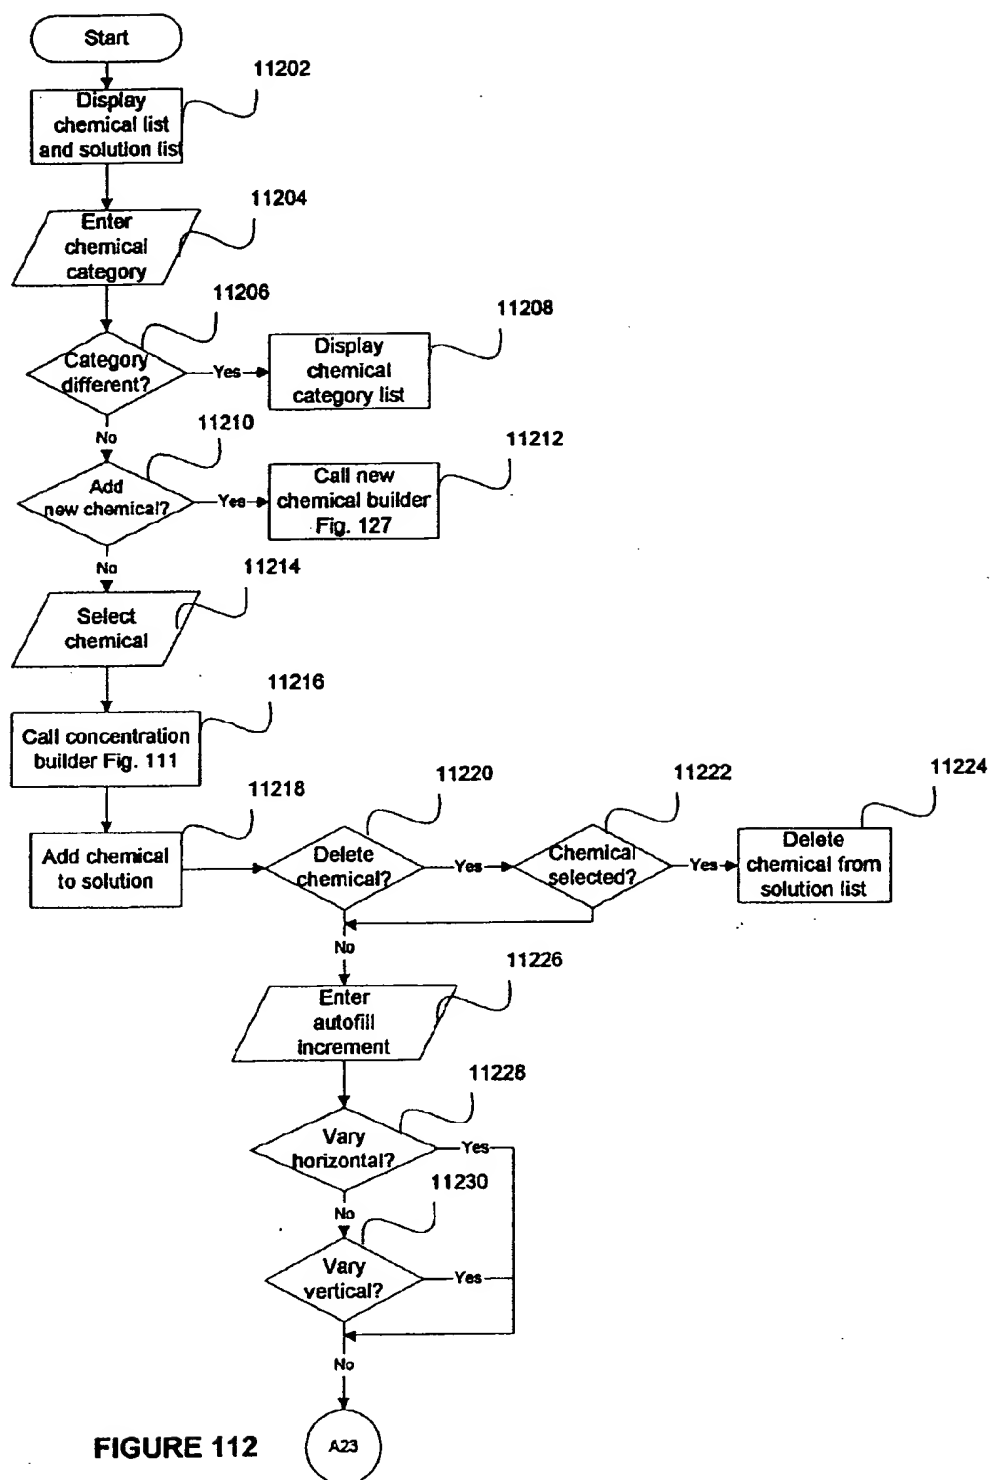 Start
11202
Display
chemical list
and solution list
11204
Enter
chemical
category
11206
Category
different?
Yes
11208
Display
chemical
category list
No
11210
Add
new chemical?
Yes
11212
Call new
chemical builder
Fig. 127
No
11214
Select
chemical
11216
Call concentration
builder Fig. 111
11218
Add chemical
to solution
11220
Delete
chemical?
Yes
11222
Chemical
selected?
Yes
11224
Delete
chemical from
solution list
No
11226
Enter
autofill
increment
11228
Vary
horizontal?
Yes
No
11230
Vary
vertical?
Yes
No
A23
FIGURE 112